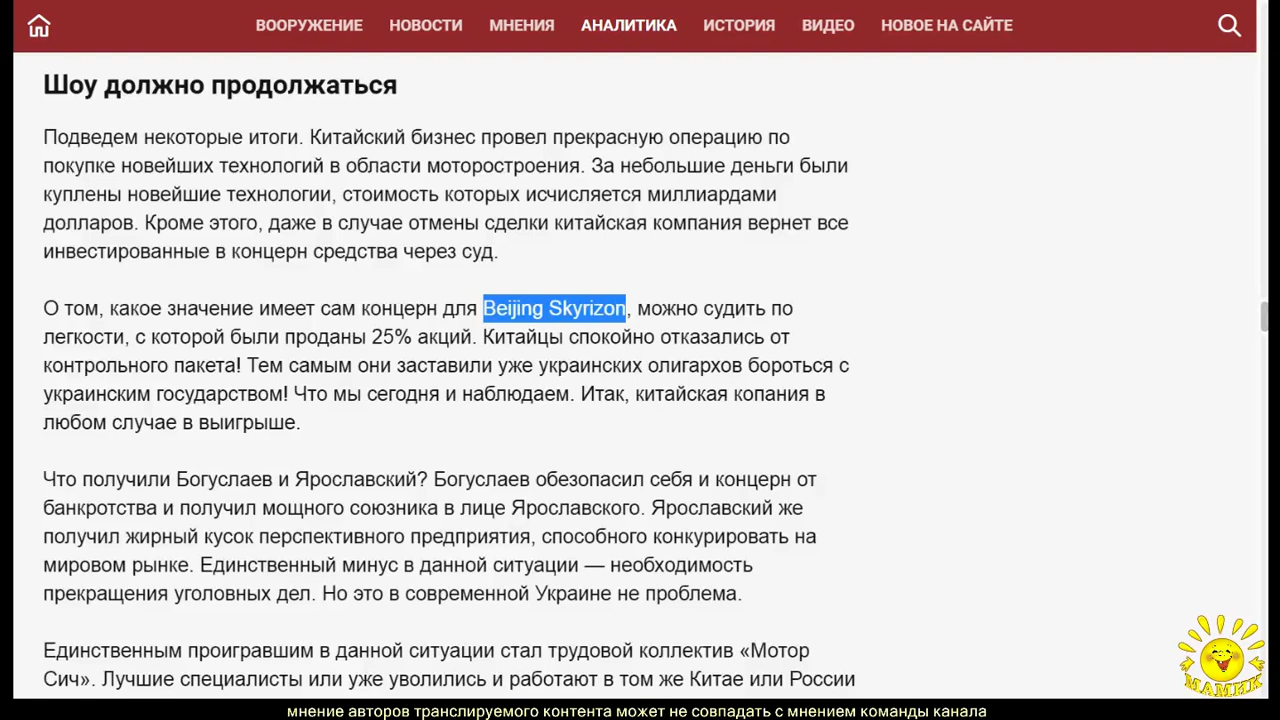 ВООРУЖЕНИЕ НОВОСТИ МНЕНИЯ АНАЛИТИКА ИСТОРИЯ ВИДЕО НОВОЕ НА САЙТЕ
Шоу должно продолжаться
Подведем некоторые итоги. Китайский бизнес провел прекрасную операцию по
покупке новейших технологий в области моторостроения. За небольшие деньги были
куплены новейшие технологии, стоимость которых исчисляется миллиардами
долларов. Кроме этого, даже в случае отмены сделки китайская компания вернет все
инвестированные в концерн средства через суд.
О том, какое значение имеет сам концерн для Beijing Skyrizon, можно судить по
легкости, с которой были проданы 25% акций. Китайцы спокойно отказались от
контрольного пакета! Тем самым они заставили уже украинских олигархов бороться с
украинским государством! Что мы сегодня и наблюдаем. Итак, китайская копания в
любом случае в выигрыше.
Что получили Богуслаев и Ярославский? Богуслаев обезопасил себя и концерн от
банкротства и получил мощного союзника в лице Ярославского. Ярославский же
получил жирный кусок перспективного предприятия, способного конкурировать на
мировом рынке. Единственный минус в данной ситуации — необходимость
прекращения уголовных дел. Но это в современной Украине не проблема.
Единственным проигравшим в данной ситуации стал трудовой коллектив «Мотор
Сич». Лучшие специалисты или уже уволились и работают в том же Китае или России
МАМИК
мнение авторов транслируемого контента может не совпадать с мнением команды канала